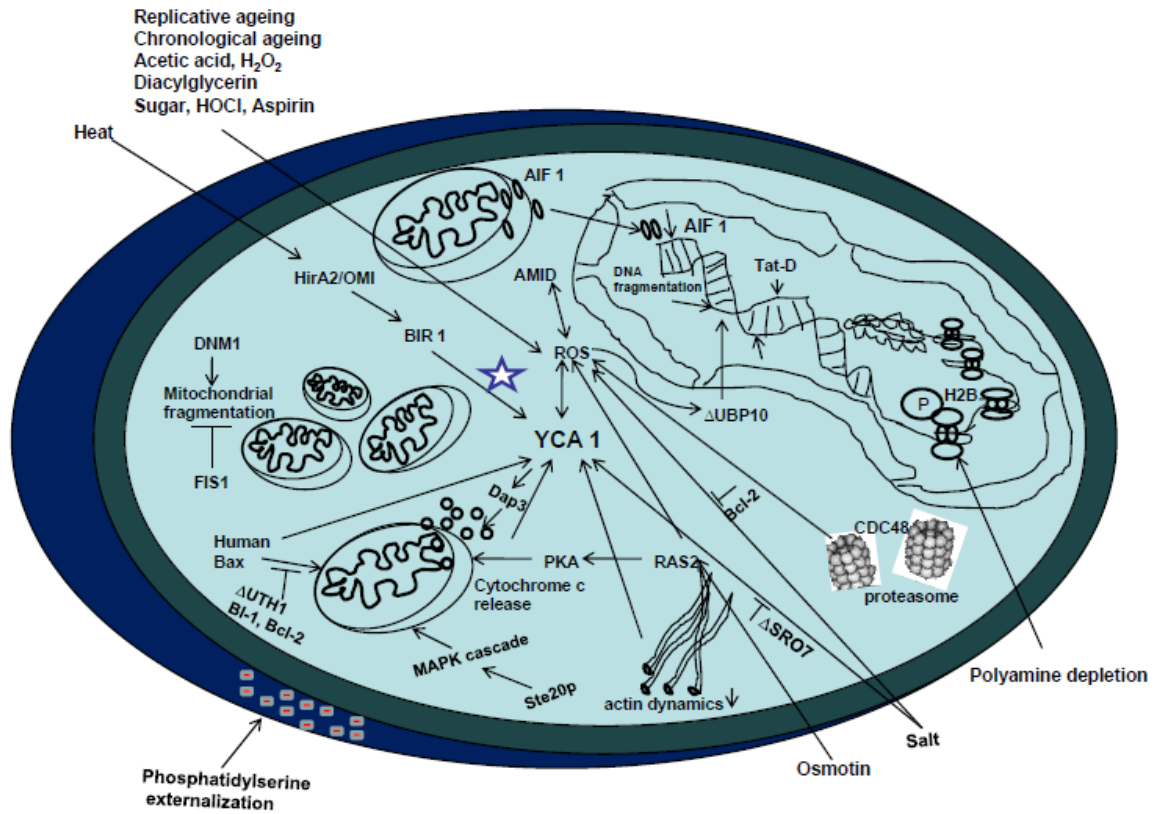 Replicative ageing
Chronological ageing
Acetic acid, H₂O₂
Diacylglycerin
Sugar, HOCl, Aspirin
Heat
AIF 1
AIF 1
HirA2/OMI
AMID
DNA
fragmentation
Tat-D
BIR 1
DNM1
ROS
Mitochondrial
fragmentation
P
H2B
ΔUBP10
YCA 1
FIS1
Dap3
Bcl-2
CDC48
Human
Bax
PKA
RAS2
Cytochrome c
release
proteasome
ΔUTH1
BI-1, Bcl-2
ΔSRO7
MAPK cascade
Ste20p
actin dynamics
Polyamine depletion
Salt
Osmotin
Phosphatidylserine
externalization